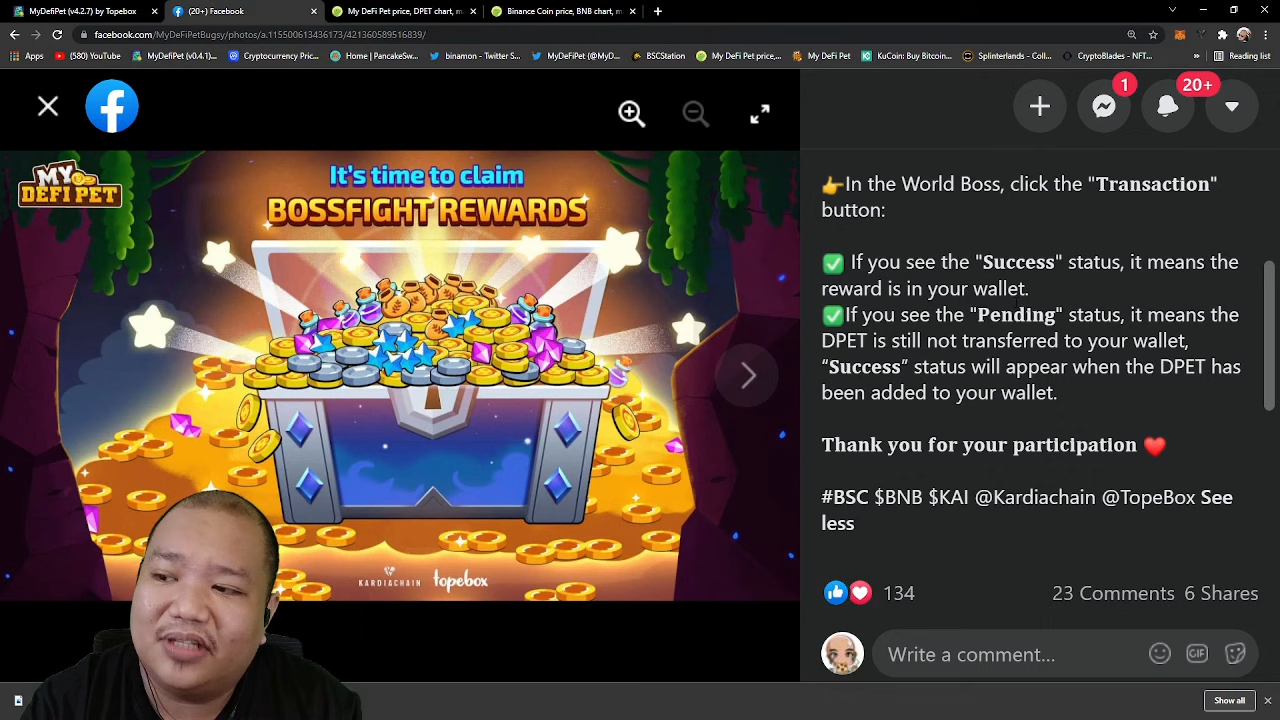 MyDefiPet (v4.2.7) by Topebox
(20+) Facebook
My DeFi Pet price, DPET chart, m
Binance Coin price, BNB chart, m
facebook.com/MyDeFiPetBugsy/photos/a.115500613436173/421360589516839/
Apps
(580) YouTube
MyDefiPet (v0.4.1)...
Cryptocurrency Pric...
Home | PancakeSw...
binamon - Twitter S...
My DeFi Pet (@MyD...
BSCStation
My DeFi Pet price,...
My DeFi Pet
KuCoin: Buy Bitcoin...
Splinterlands - Coll...
CryptoBlades - NFT...
Reading list
1
20+
MY
DEFI PET
It's time to claim
BOSSFIGHT REWARDS
KARDIACHAIN topebox
👉In the World Boss, click the "Transaction"
button:
✅ If you see the "Success" status, it means the
reward is in your wallet.
✅If you see the "Pending" status, it means the
DPET is still not transferred to your wallet,
“Success” status will appear when the DPET has
been added to your wallet.
Thank you for your participation ❤️
#BSC $BNB $KAI @Kardiachain @TopeBox See
less
134
23 Comments 6 Shares
Write a comment...
GIF
Show all